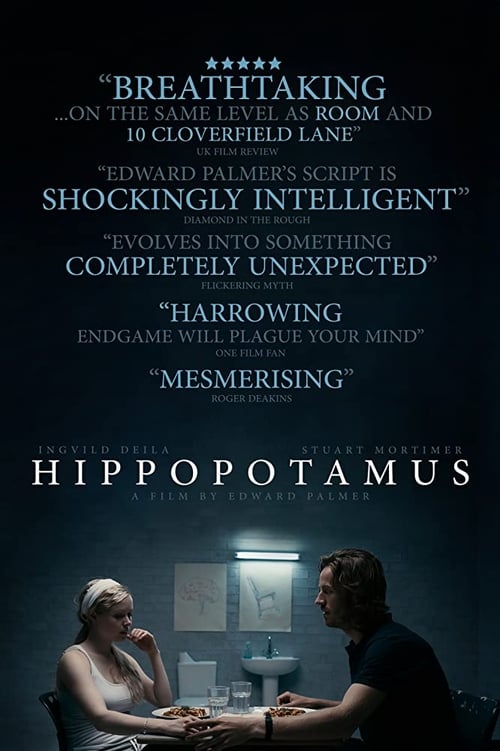 “BREATHTAKING
...ON THE SAME LEVEL AS ROOM AND
10 CLOVERFIELD LANE”
UK FILM REVIEW
“EDWARD PALMER’S SCRIPT IS
SHOCKINGLY INTELLIGENT”
DIAMOND IN THE ROUGH
“EVOLVES INTO SOMETHING
COMPLETELY UNEXPECTED”
FLICKERING MYTH
“HARROWING
ENDGAME WILL PLAGUE YOUR MIND”
ONE FILM FAN
“MESMERISING”
ROGER DEAKINS
INGVILD DEILA STUART MORTIMER
HIPPOPOTAMUS
A FILM BY EDWARD PALMER